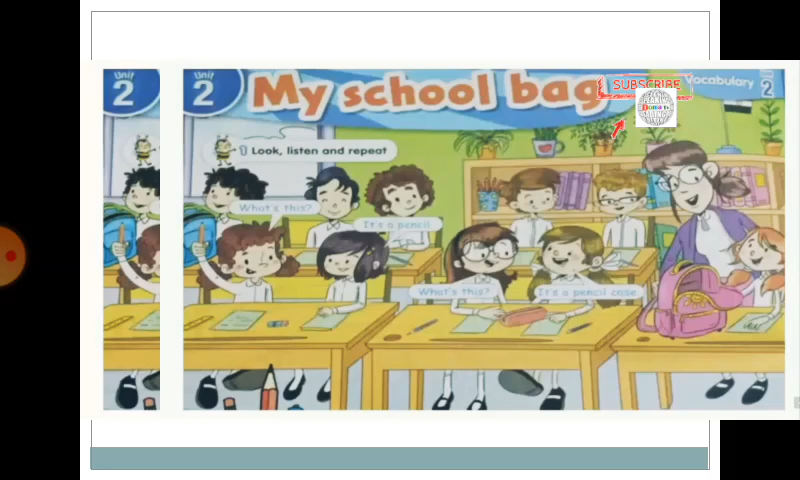 Unit
2
Unit
2
My school bag
SUBSCRIBE
Vocabulary
2
1 Look, listen and repeat
What's this?
It's a pencil
What's this?
It's a pencil case